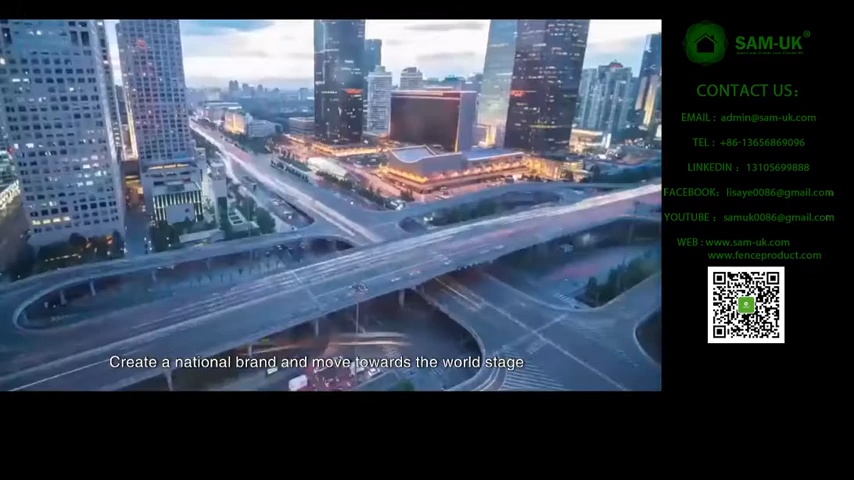 SAM-UK®
CONTACT US:
EMAIL : admin@sam-uk.com
TEL : +86-13656869096
LINKEDIN : 13105699888
FACEBOOK: lisaye0086@gmail.com
YOUTUBE : samuk0086@gmail.com
WEB : www.sam-uk.com
www.fenceproduct.com
Create a national brand and move towards the world stage